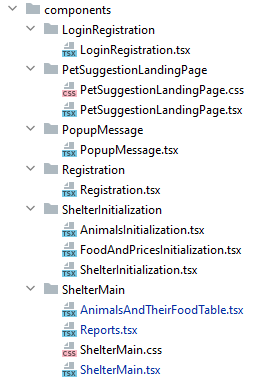 components
LoginRegistration
LoginRegistration.tsx
PetSuggestionLandingPage
PetSuggestionLandingPage.css
PetSuggestionLandingPage.tsx
PopupMessage
PopupMessage.tsx
Registration
Registration.tsx
ShelterInitialization
AnimalsInitialization.tsx
FoodAndPricesInitialization.tsx
ShelterInitialization.tsx
ShelterMain
AnimalsAndTheirFoodTable.tsx
Reports.tsx
ShelterMain.css
ShelterMain.tsx